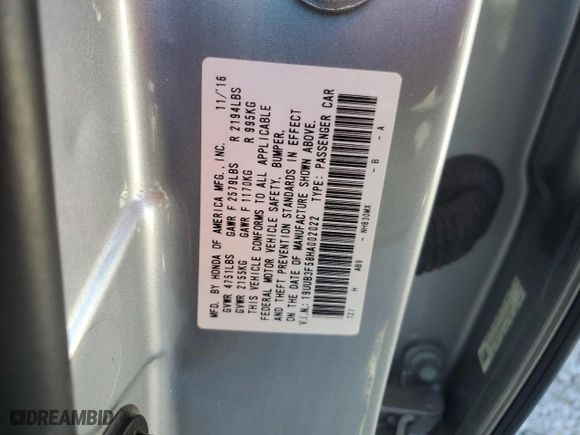 MFD. BY HONDA OF AMERICA MFG., INC. 11/'16
GVWR 4751LBS GAWR F 2579LBS R 2194LBS
GVWR 2155KG GAWR F 1170KG R 995KG
THIS VEHICLE CONFORMS TO ALL APPLICABLE
FEDERAL MOTOR VEHICLE SAFETY, BUMPER,
AND THEFT PREVENTION STANDARDS IN EFFECT
ON THE DATE OF MANUFACTURE SHOWN ABOVE.
V.I.N.: 19UUB3F58HA002022 TYPE: PASSENGER CAR
TZ7 H AB9 - NH830MX - B - A
DREAMBID